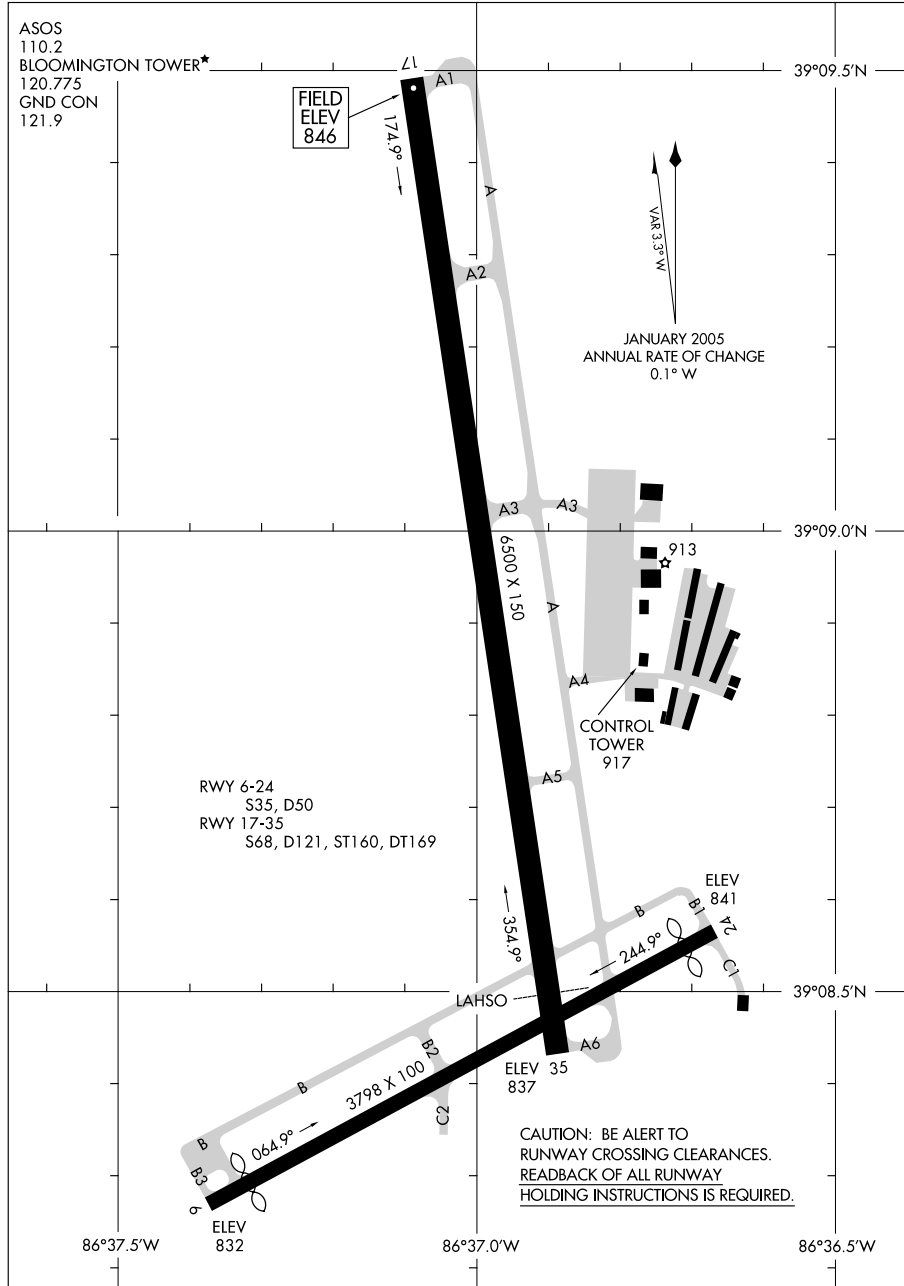 ASOS
110.2
BLOOMINGTON TOWER★
120.775
GND CON
121.9
FIELD
ELEV
846
17
174.9°
A1
39°09.5'N
A
A2
VAR 3.3° W
JANUARY 2005
ANNUAL RATE OF CHANGE
0.1° W
A3
A3
39°09.0'N
6500 X 150
913
A
A4
CONTROL
TOWER
917
A5
RWY 6-24
S35, D50
RWY 17-35
S68, D121, ST160, DT169
354.9°
ELEV
841
B
B1
24
244.9°
C1
LAHSO
39°08.5'N
B2
A6
ELEV
837
35
3798 X 100
B
C2
064.9°
B
B3
6
ELEV
832
CAUTION: BE ALERT TO
RUNWAY CROSSING CLEARANCES.
READBACK OF ALL RUNWAY
HOLDING INSTRUCTIONS IS REQUIRED.
86°37.5'W
86°37.0'W
86°36.5'W